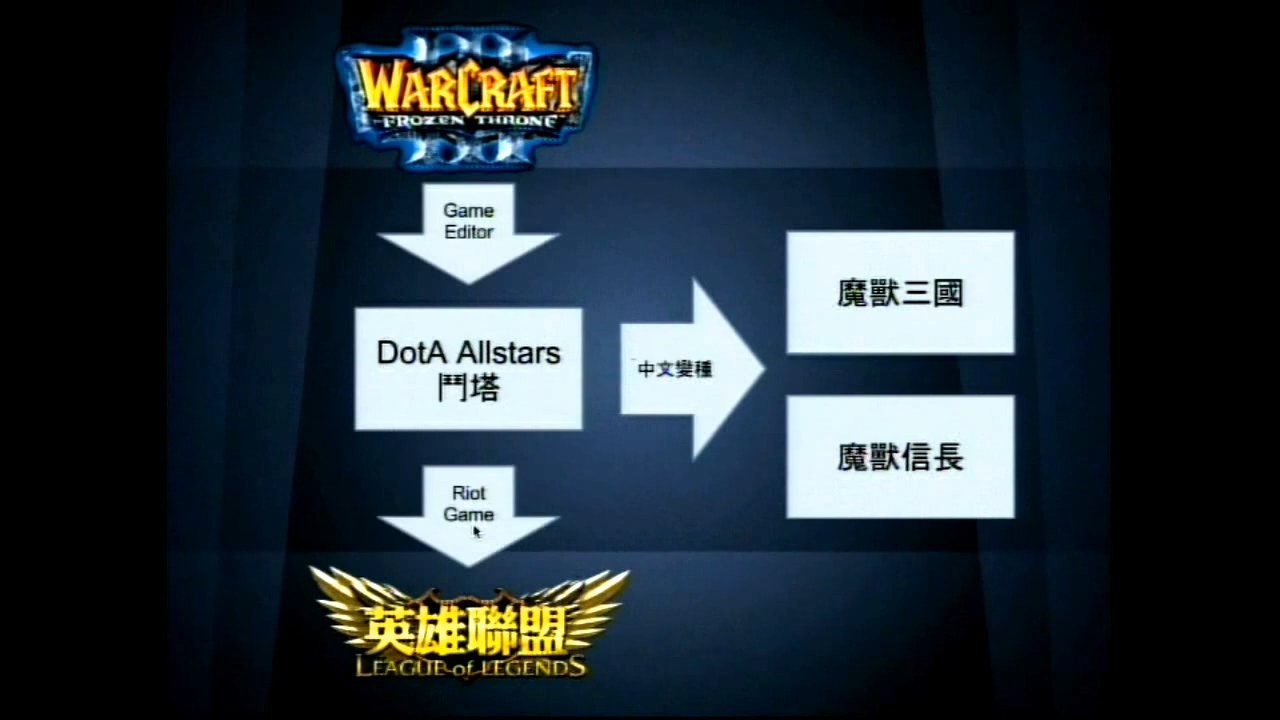 WARCRAFT
FROZEN THRONE
III
Game
Editor
DotA Allstars
鬥塔
中文變種
魔獸三國
魔獸信長
Riot
Game
英雄聯盟
LEAGUE of LEGENDS